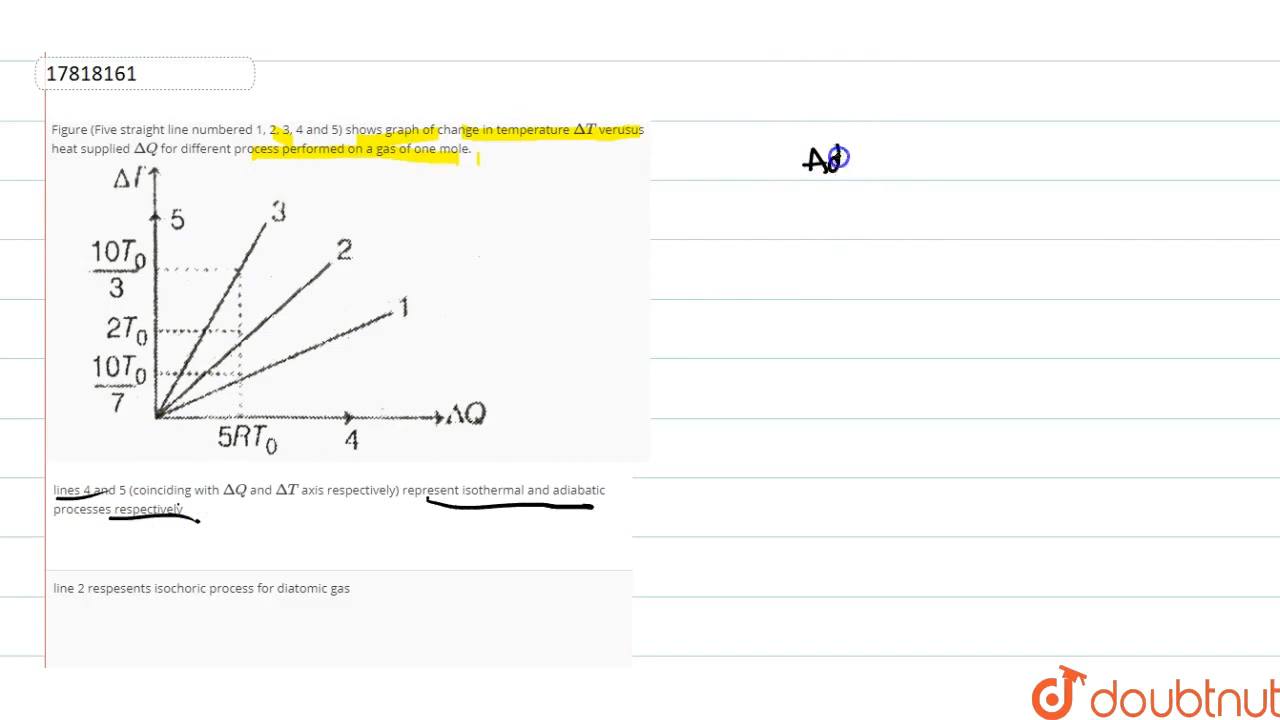 17818161
Figure (Five straight line numbered 1, 2, 3, 4 and 5) shows graph of change in temperature ΔT verusus
heat supplied ΔQ for different process performed on a gas of one mole.
ΔT
5
3
2
1
10T₀/3
2T₀
10T₀/7
5RT₀
4
ΔQ
lines 4 and 5 (coinciding with ΔQ and ΔT axis respectively) represent isothermal and adiabatic
processes respectively
line 2 respesents isochoric process for diatomic gas
doubtnut